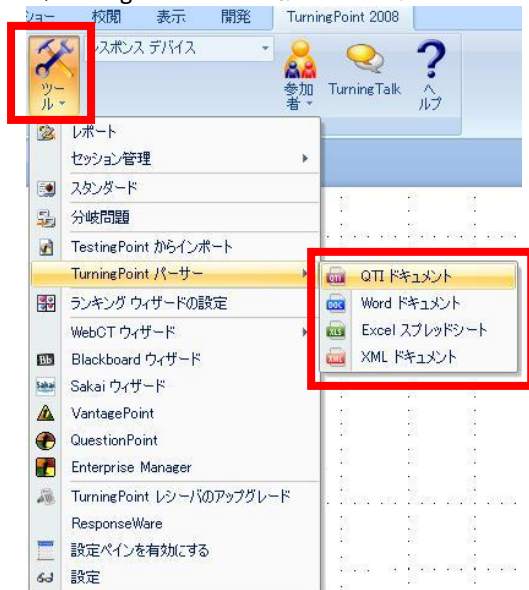 ショー 校閲 表示 開発 TurningPoint 2008
レスポンス デバイス
ツー
ル
参加
者
TurningTalk
ヘ
ルプ
レポート
セッション管理
スタンダード
分岐問題
TestingPoint からインポート
TurningPoint パーサー
QTI ドキュメント
ランキング ウィザードの設定
Word ドキュメント
WebCT ウィザード
Excel スプレッドシート
Blackboard ウィザード
XML ドキュメント
Sakai ウィザード
VantagePoint
QuestionPoint
Enterprise Manager
TurningPoint レシーバのアップグレード
ResponseWare
設定ペインを有効にする
設定